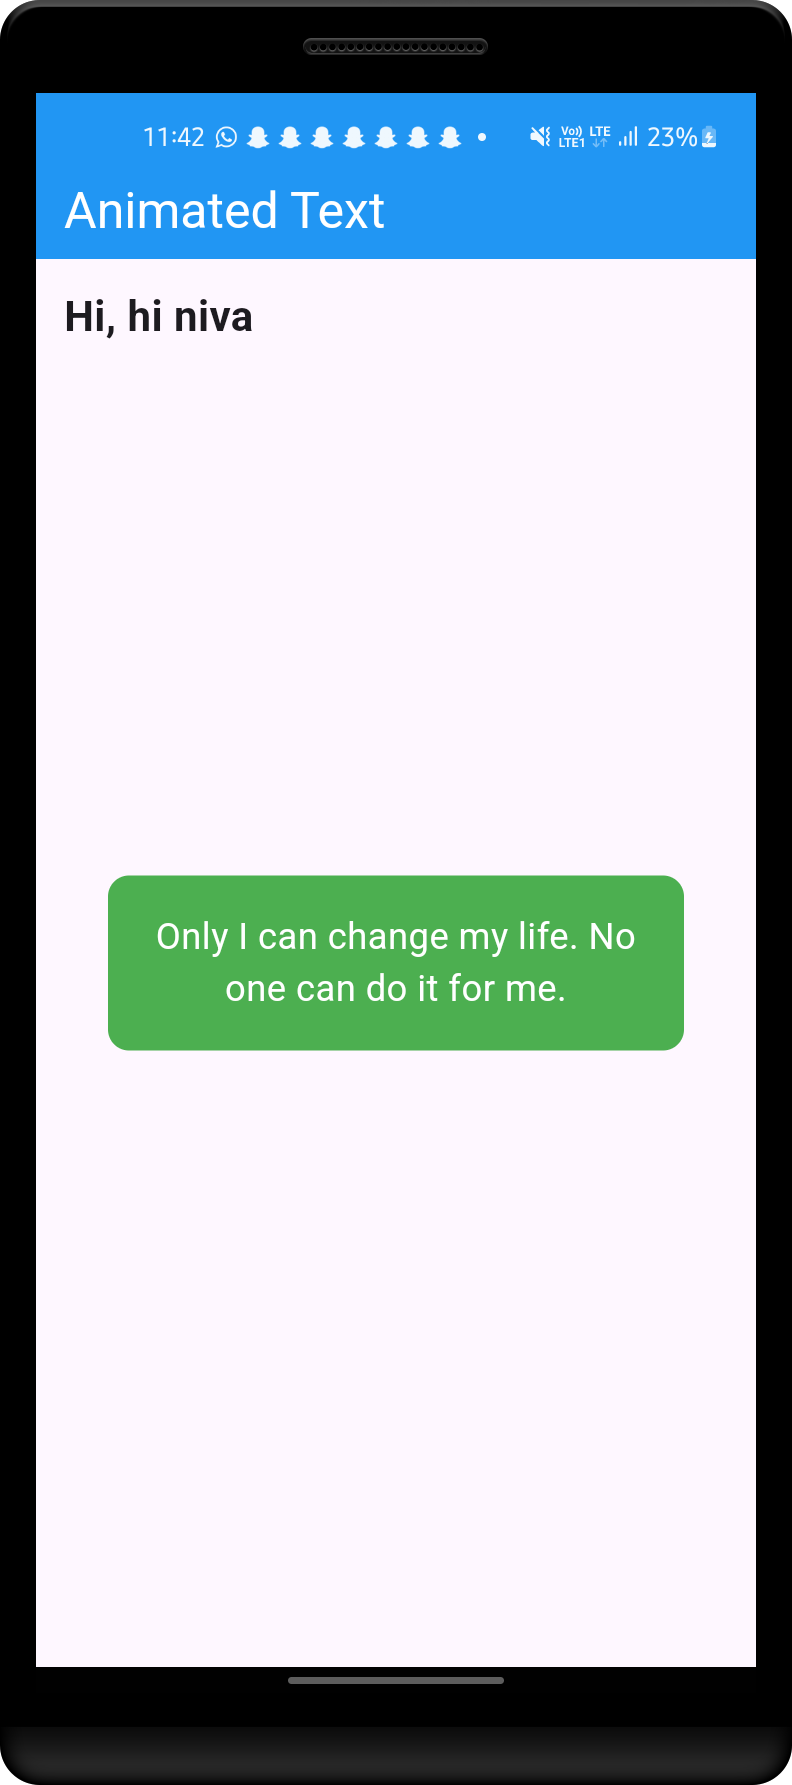 11:42
Vo)) LTE 23%
LTE1
Animated Text
Hi, hi niva
Only I can change my life. No
one can do it for me.